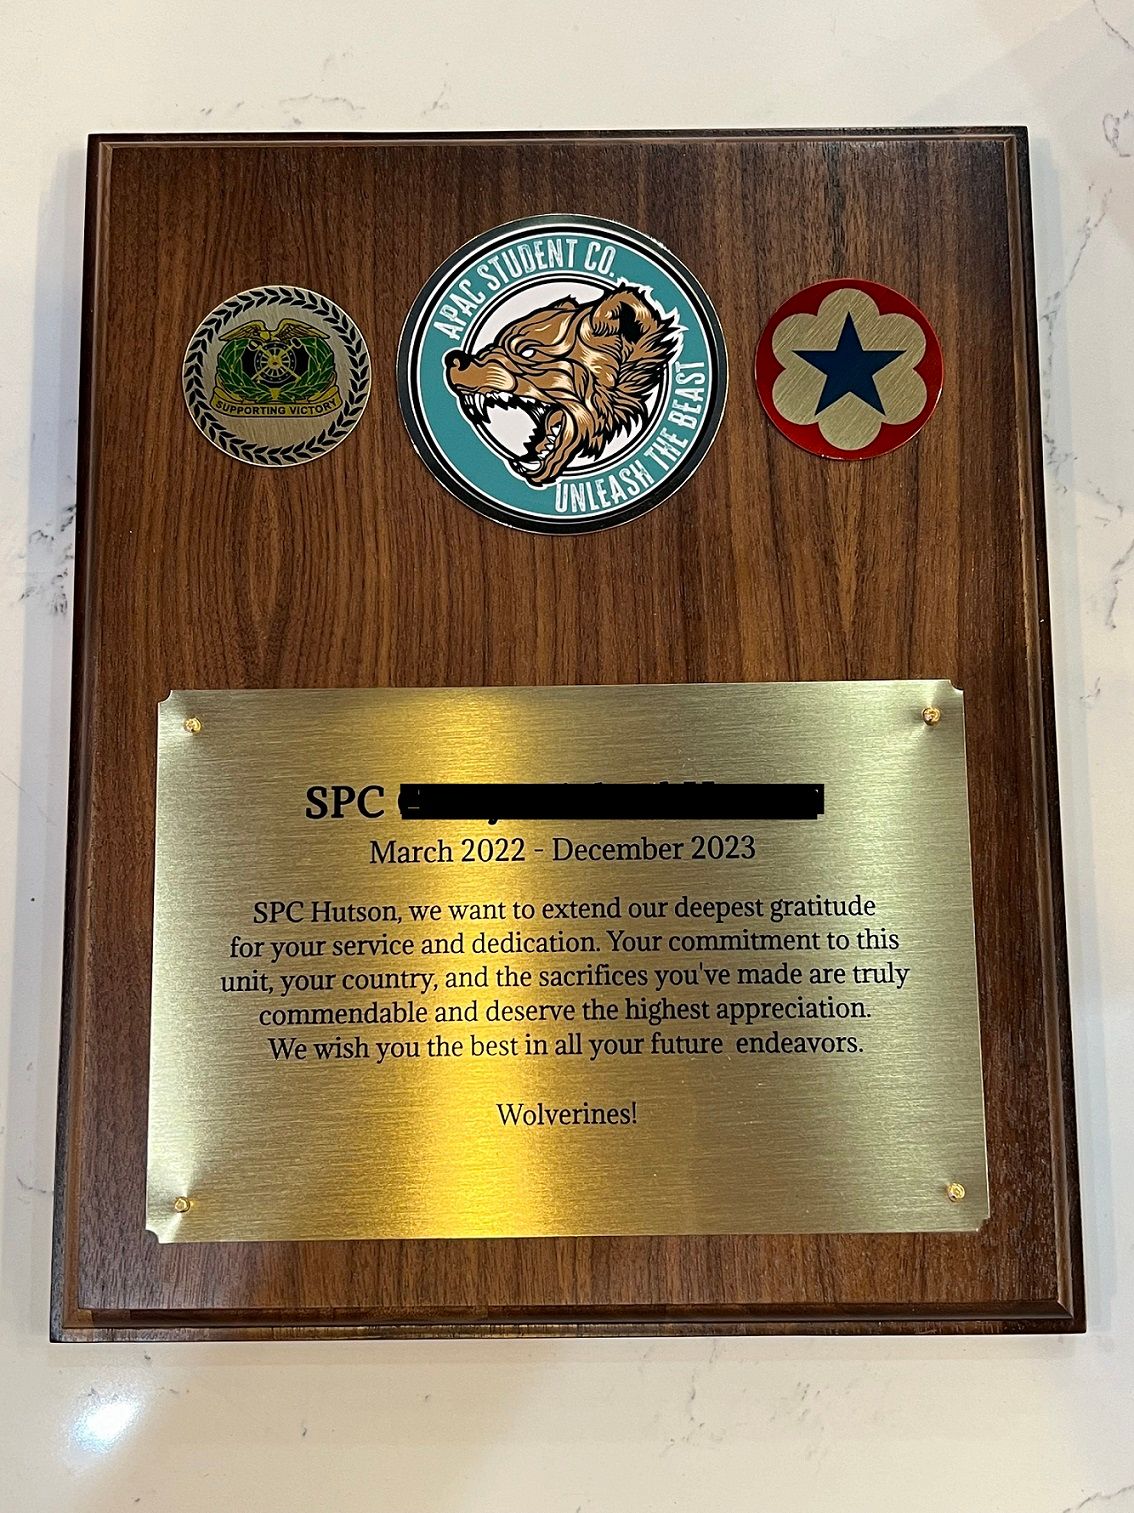 APAC STUDENT CO.
UNLEASH THE BEAST
SUPPORTING VICTORY
SPC
March 2022 - December 2023
SPC Hutson, we want to extend our deepest gratitude
for your service and dedication. Your commitment to this
unit, your country, and the sacrifices you've made are truly
commendable and deserve the highest appreciation.
We wish you the best in all your future endeavors.
Wolverines!